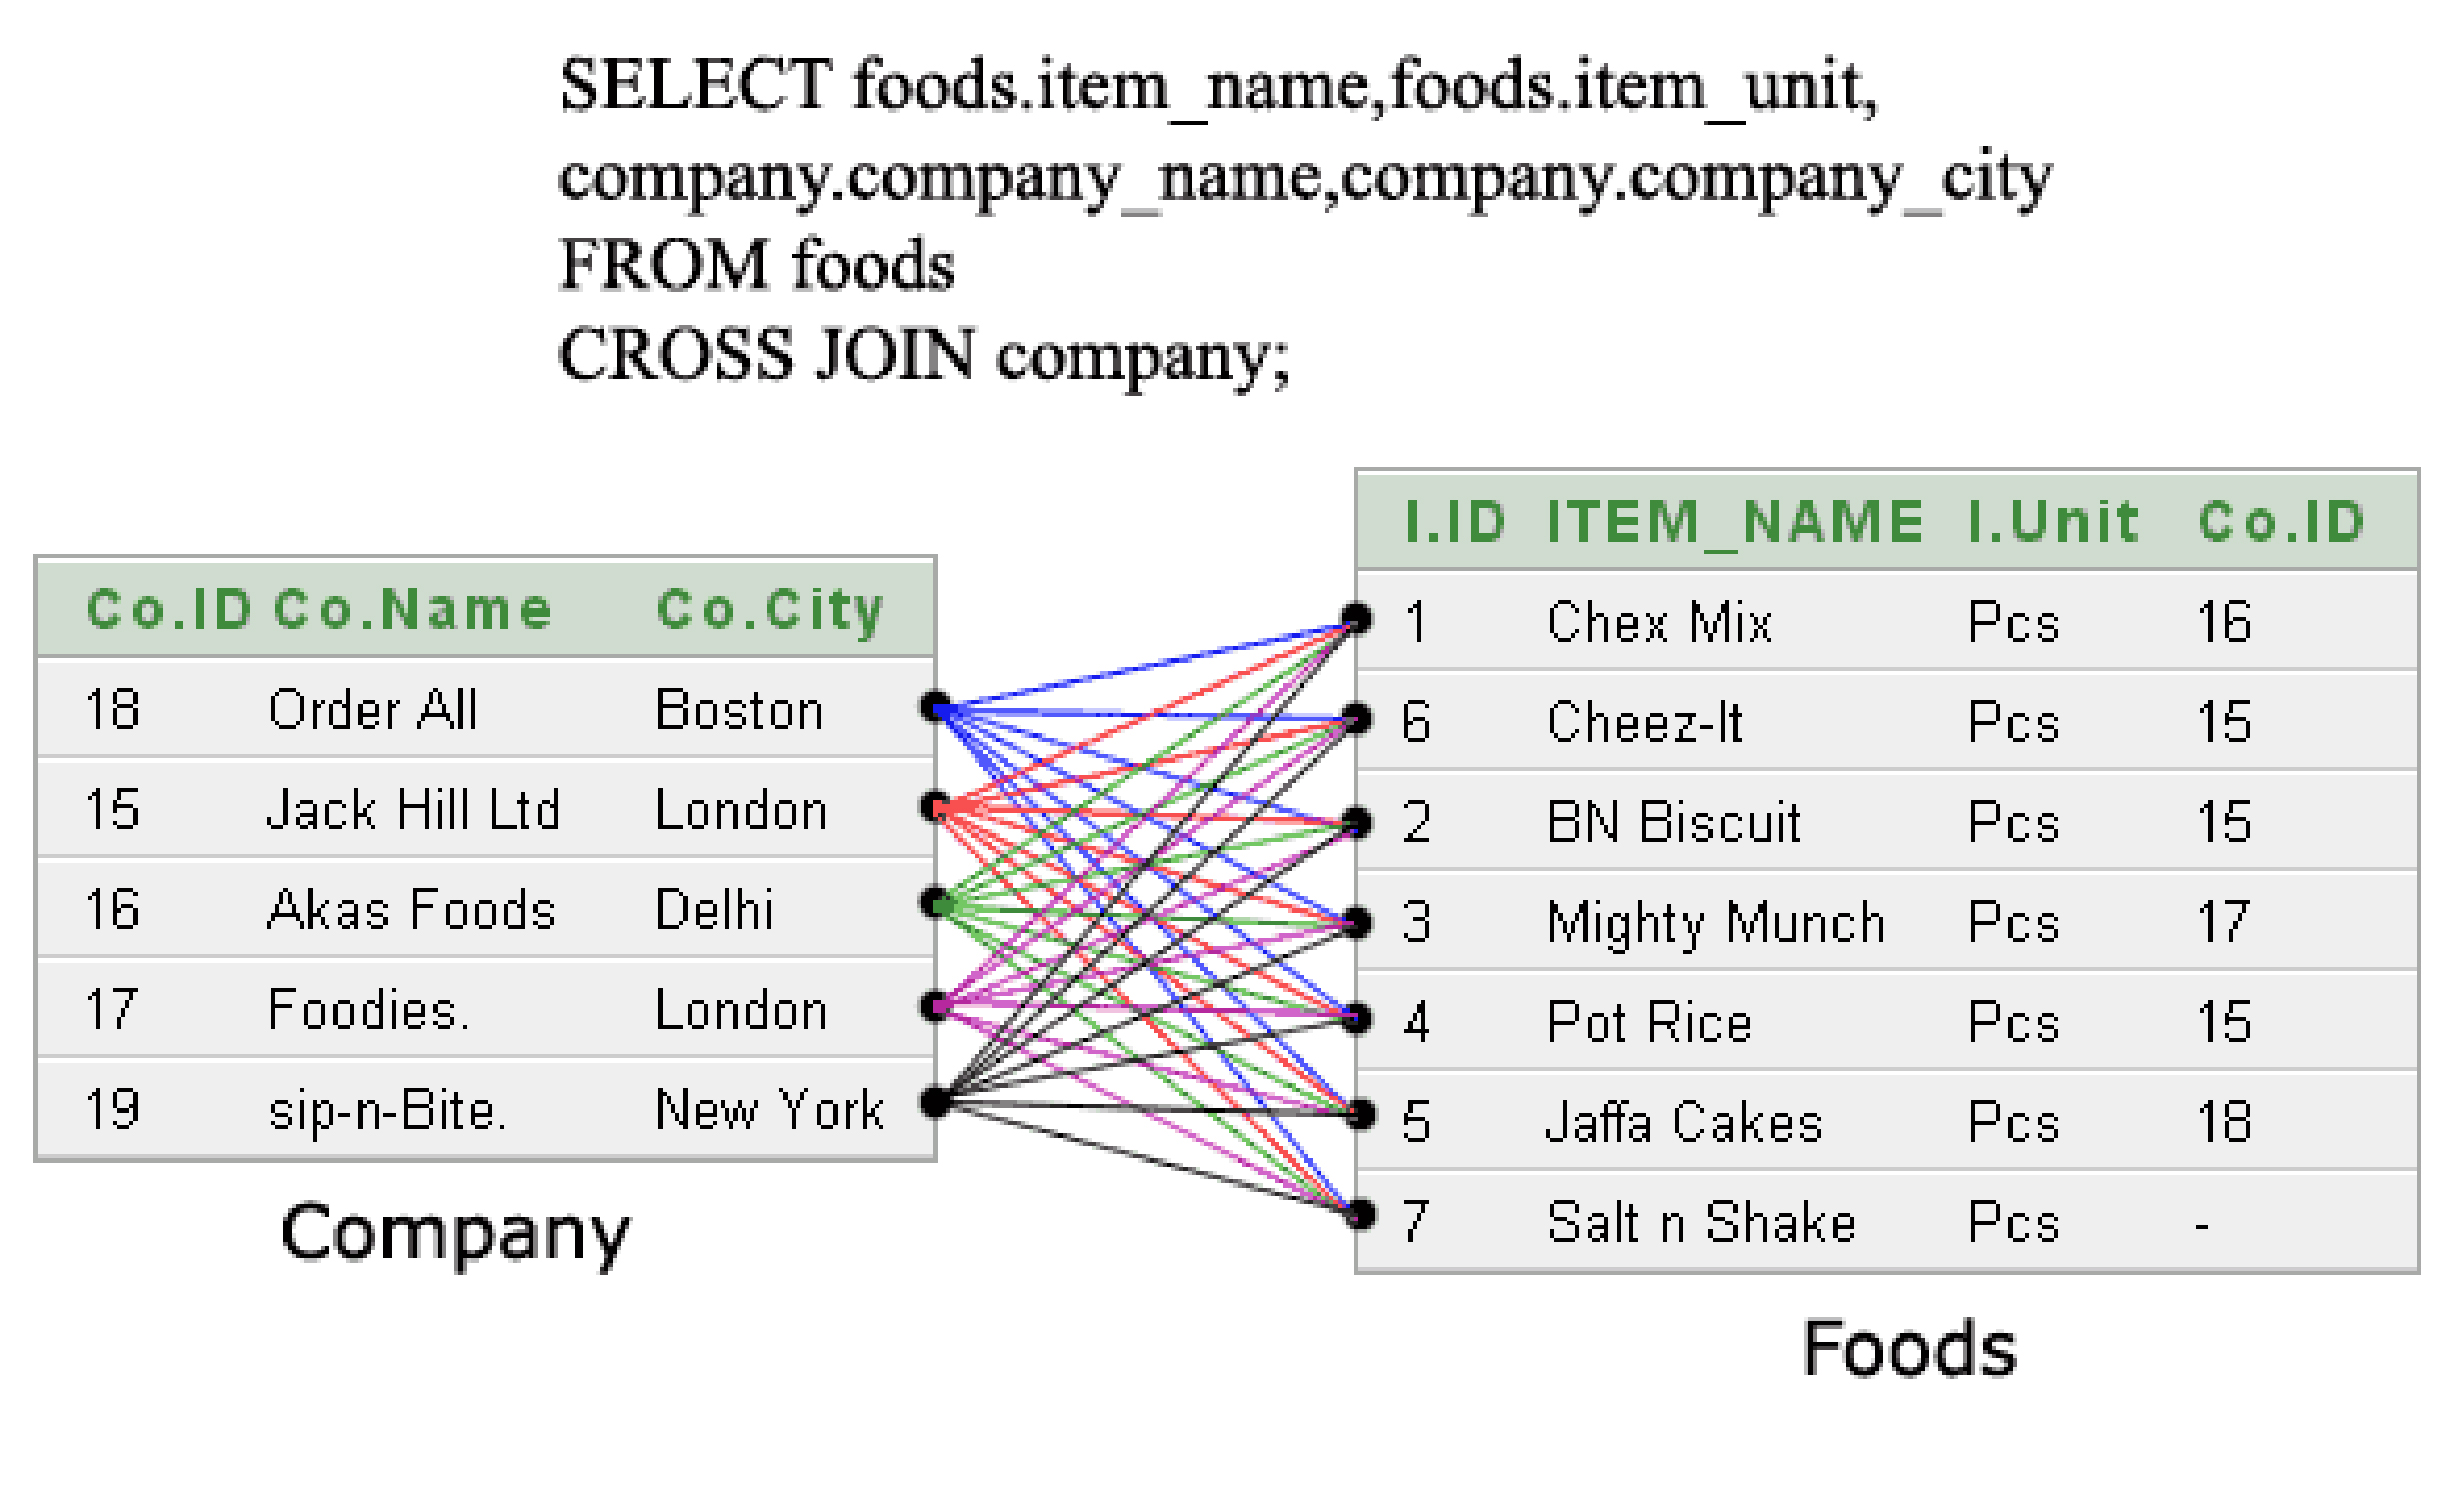 SELECT foods.item_name,foods.item_unit,
company.company_name,company.company_city
FROM foods
CROSS JOIN company;
Co.ID Co.Name Co.City
18 Order All Boston
15 Jack Hill Ltd London
16 Akas Foods Delhi
17 Foodies. London
19 sip-n-Bite. New York
Company
I.ID ITEM_NAME I.Unit Co.ID
1 Chex Mix Pcs 16
6 Cheez-It Pcs 15
2 BN Biscuit Pcs 15
3 Mighty Munch Pcs 17
4 Pot Rice Pcs 15
5 Jaffa Cakes Pcs 18
7 Salt n Shake Pcs -
Foods